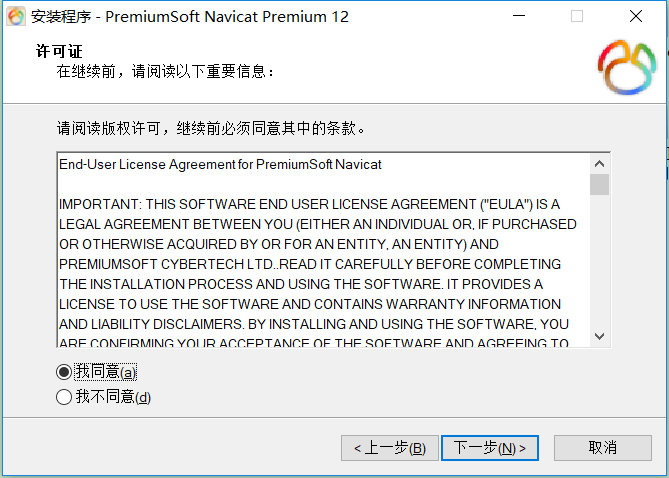 安装程序 - PremiumSoft Navicat Premium 12
许可证
在继续前，请阅读以下重要信息：
请阅读版权许可，继续前必须同意其中的条款。
End-User License Agreement for PremiumSoft Navicat
IMPORTANT: THIS SOFTWARE END USER LICENSE AGREEMENT ("EULA") IS A
LEGAL AGREEMENT BETWEEN YOU (EITHER AN INDIVIDUAL OR, IF PURCHASED
OR OTHERWISE ACQUIRED BY OR FOR AN ENTITY, AN ENTITY) AND
PREMIUMSOFT CYBERTECH LTD..READ IT CAREFULLY BEFORE COMPLETING
THE INSTALLATION PROCESS AND USING THE SOFTWARE. IT PROVIDES A
LICENSE TO USE THE SOFTWARE AND CONTAINS WARRANTY INFORMATION
AND LIABILITY DISCLAIMERS. BY INSTALLING AND USING THE SOFTWARE, YOU
ARE CONFIRMING YOUR ACCEPTANCE OF THE SOFTWARE AND AGREEING TO
我同意(a)
我不同意(d)
< 上一步(B)
下一步(N) >
取消